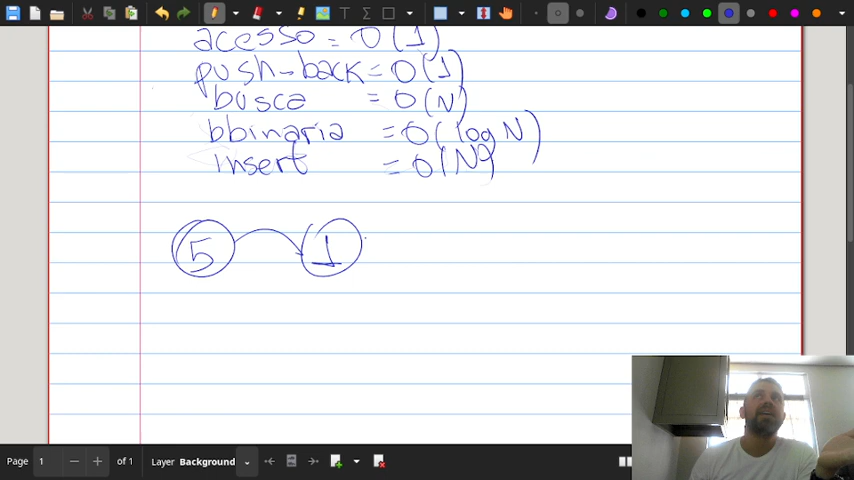 acesso = O(1)
push-back = O(1)
busca = O(N)
bbinaria = O(log N)
insert = O(N)
5 1
Page 1 of 1 Layer Background